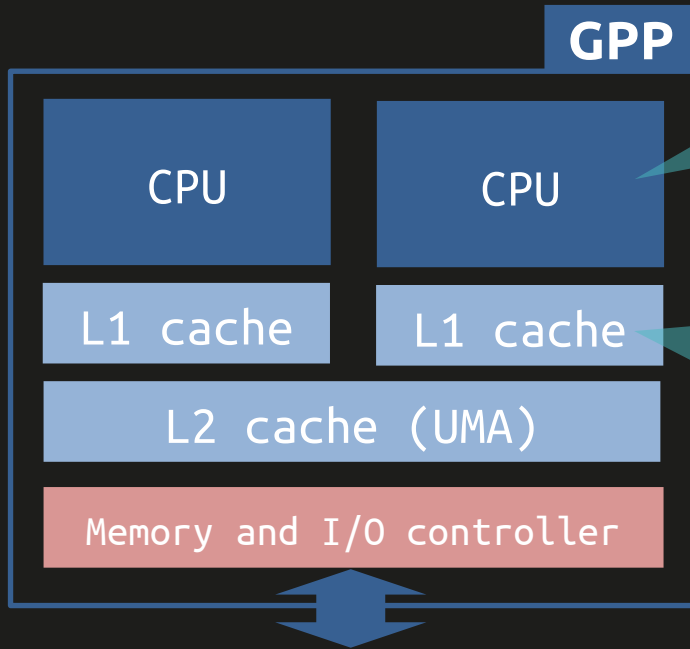 GPP
CPU
CPU
L1 cache
L1 cache
L2 cache (UMA)
Memory and I/O controller